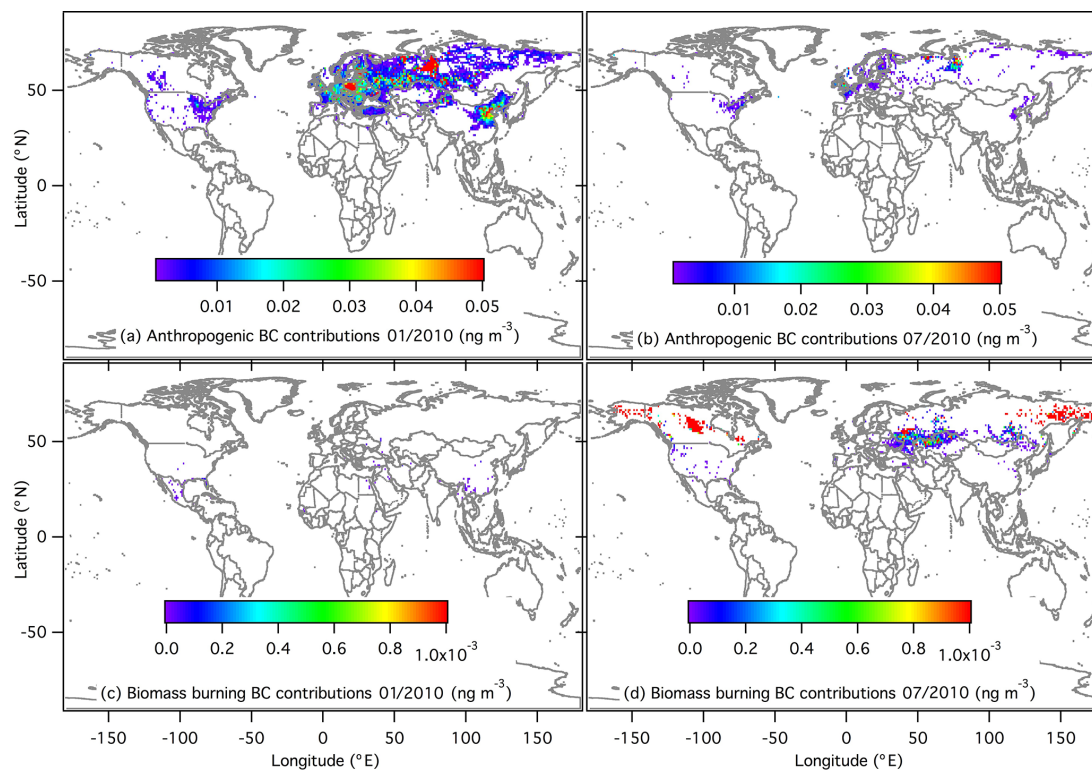 Latitude (°N)
50
0
-50
0.01 0.02 0.03 0.04 0.05
(a) Anthropogenic BC contributions 01/2010 (ng m⁻³)
0.01 0.02 0.03 0.04 0.05
(b) Anthropogenic BC contributions 07/2010 (ng m⁻³)
Latitude (°N)
50
0
-50
0.0 0.2 0.4 0.6 0.8 1.0x10⁻³
(c) Biomass burning BC contributions 01/2010 (ng m⁻³)
0.0 0.2 0.4 0.6 0.8 1.0x10⁻³
(d) Biomass burning BC contributions 07/2010 (ng m⁻³)
-150 -100 -50 0 50 100 150
Longitude (°E)
-150 -100 -50 0 50 100 150
Longitude (°E)